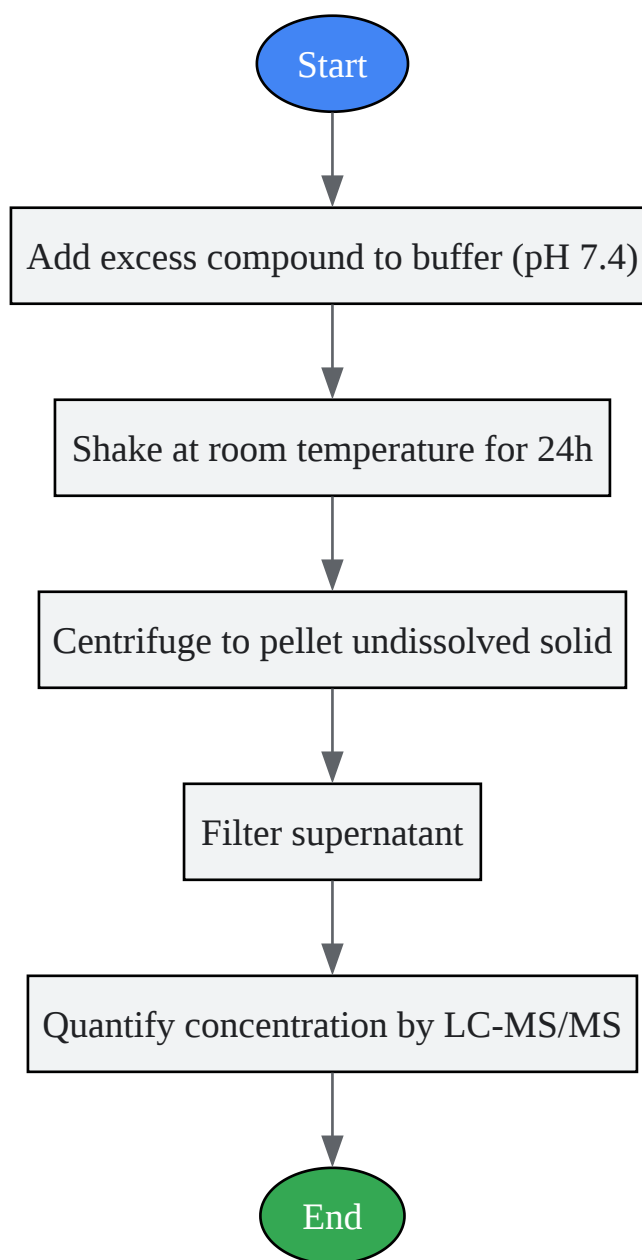 Start
Add excess compound to buffer (pH 7.4)
Shake at room temperature for 24h
Centrifuge to pellet undissolved solid
Filter supernatant
Quantify concentration by LC-MS/MS
End